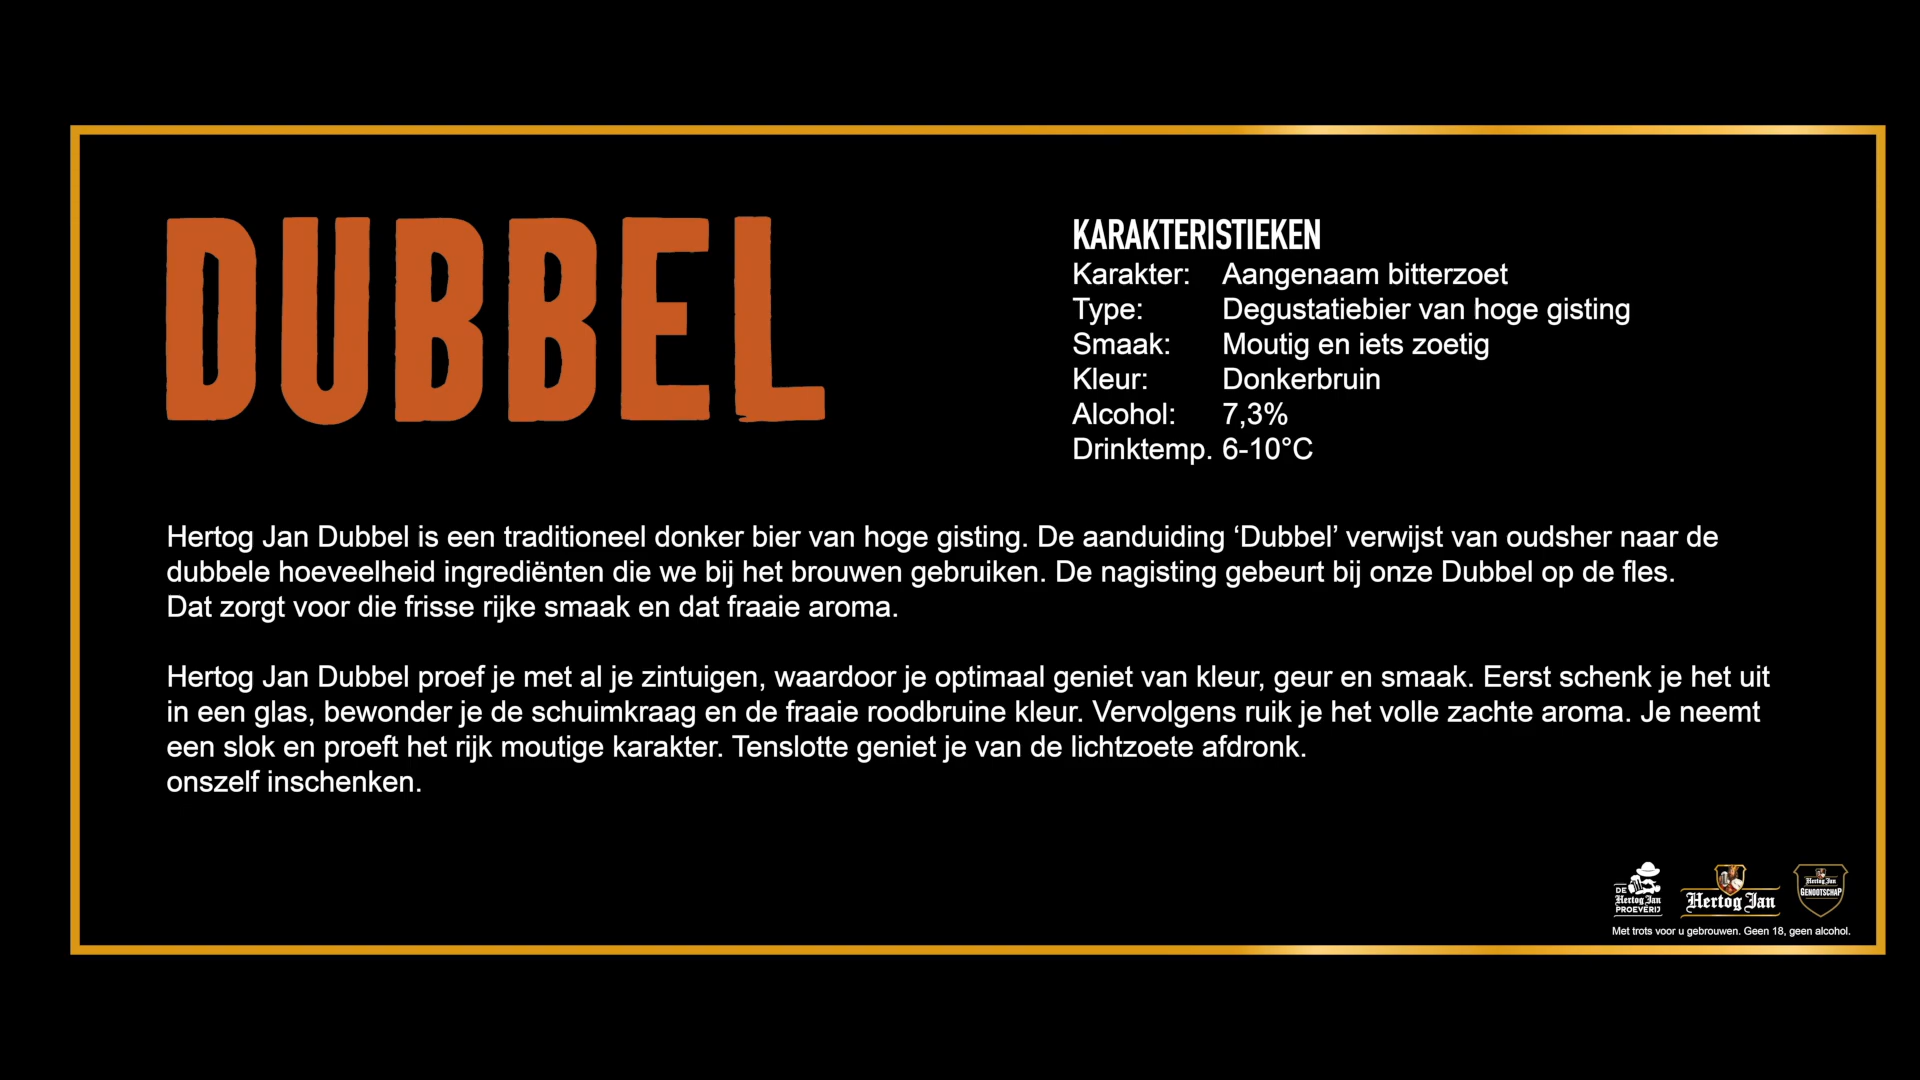 DUBBEL
KARAKTERISTIEKEN
Karakter: Aangenaam bitterzoet
Type: Degustatiebier van hoge gisting
Smaak: Moutig en iets zoetig
Kleur: Donkerbruin
Alcohol: 7,3%
Drinktemp. 6-10°C
Hertog Jan Dubbel is een traditioneel donker bier van hoge gisting. De aanduiding ‘Dubbel’ verwijst van oudsher naar de
dubbele hoeveelheid ingrediënten die we bij het brouwen gebruiken. De nagisting gebeurt bij onze Dubbel op de fles.
Dat zorgt voor die frisse rijke smaak en dat fraaie aroma.
Hertog Jan Dubbel proef je met al je zintuigen, waardoor je optimaal geniet van kleur, geur en smaak. Eerst schenk je het uit
in een glas, bewonder je de schuimkraag en de fraaie roodbruine kleur. Vervolgens ruik je het volle zachte aroma. Je neemt
een slok en proeft het rijk moutige karakter. Tenslotte geniet je van de lichtzoete afdronk.
onszelf inschenken.
DE
Hertog Jan
PROEVERIJ
Hertog Jan
Hertog Jan
GENOOTSCHAP
Met trots voor u gebrouwen. Geen 18, geen alcohol.